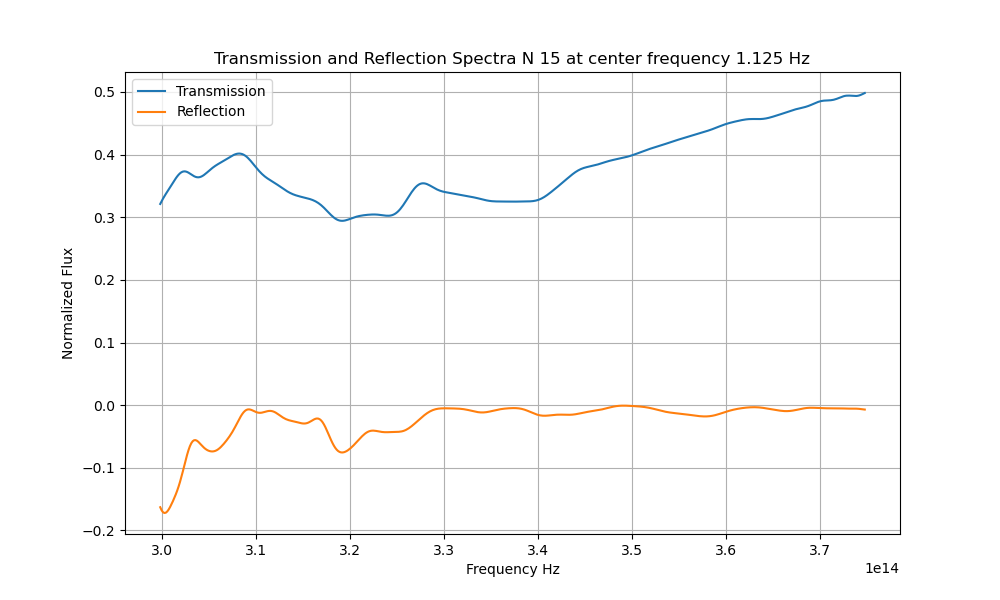 Transmission and Reflection Spectra N 15 at center frequency 1.125 Hz
Transmission
Reflection
Normalized Flux
0.5
0.4
0.3
0.2
0.1
0.0
−0.1
−0.2
3.0 3.1 3.2 3.3 3.4 3.5 3.6 3.7
1e14
Frequency Hz